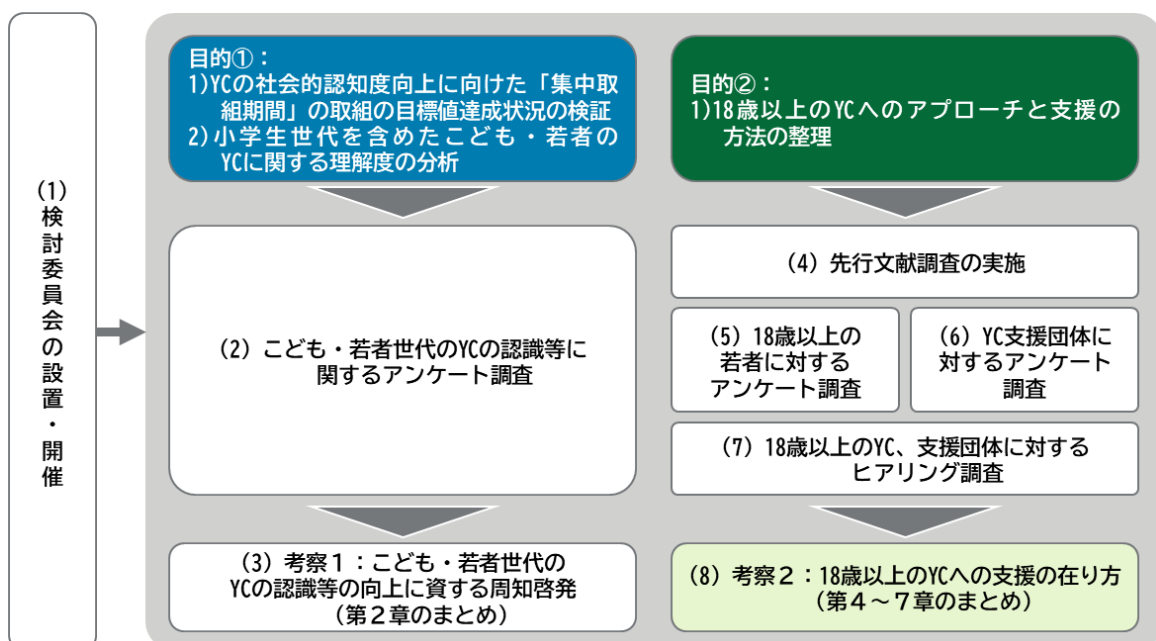 (1)検討委員会の設置・開催
目的①：
1)YCの社会的認知度向上に向けた「集中取
組期間」の取組の目標値達成状況の検証
2)小学生世代を含めたこども・若者の
YCに関する理解度の分析
(2) こども・若者世代のYCの認識等に
関するアンケート調査
(3) 考察１：こども・若者世代の
YCの認識等の向上に資する周知啓発
(第２章のまとめ)
目的②：
1)18歳以上のYCへのアプローチと支援の
方法の整理
(4) 先行文献調査の実施
(5) 18歳以上の
若者に対する
アンケート調査
(6) YC支援団体に
対するアンケート
調査
(7) 18歳以上のYC、支援団体に対する
ヒアリング調査
(8) 考察２：18歳以上のYCへの支援の在り方
(第４～７章のまとめ)